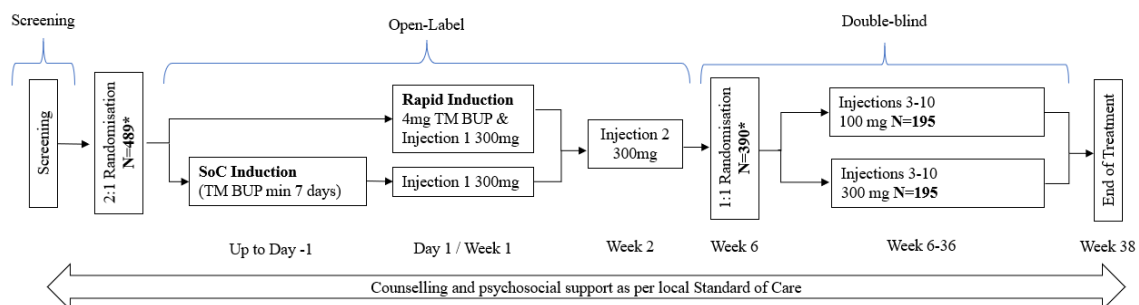 Screening
Open-Label
Double-blind
Screening
2:1 Randomisation
N=489*
Rapid Induction
4mg TM BUP &
Injection 1 300mg
SoC Induction
(TM BUP min 7 days)
Injection 1 300mg
Injection 2
300mg
1:1 Randomisation
N=390*
Injections 3-10
100 mg N=195
Injections 3-10
300 mg N=195
End of Treatment
Up to Day -1
Day 1 / Week 1
Week 2
Week 6
Week 6-36
Week 38
Counselling and psychosocial support as per local Standard of Care